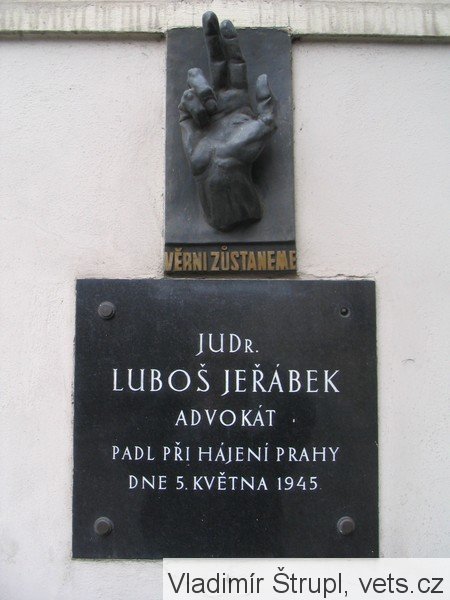 VĚRNI ZŮSTANEME
JUDR.
LUBOŠ JEŘÁBEK
ADVOKÁT
PADL PŘI HÁJENÍ PRAHY
DNE 5. KVĚTNA 1945
Vladimír Štrupl, vets.cz